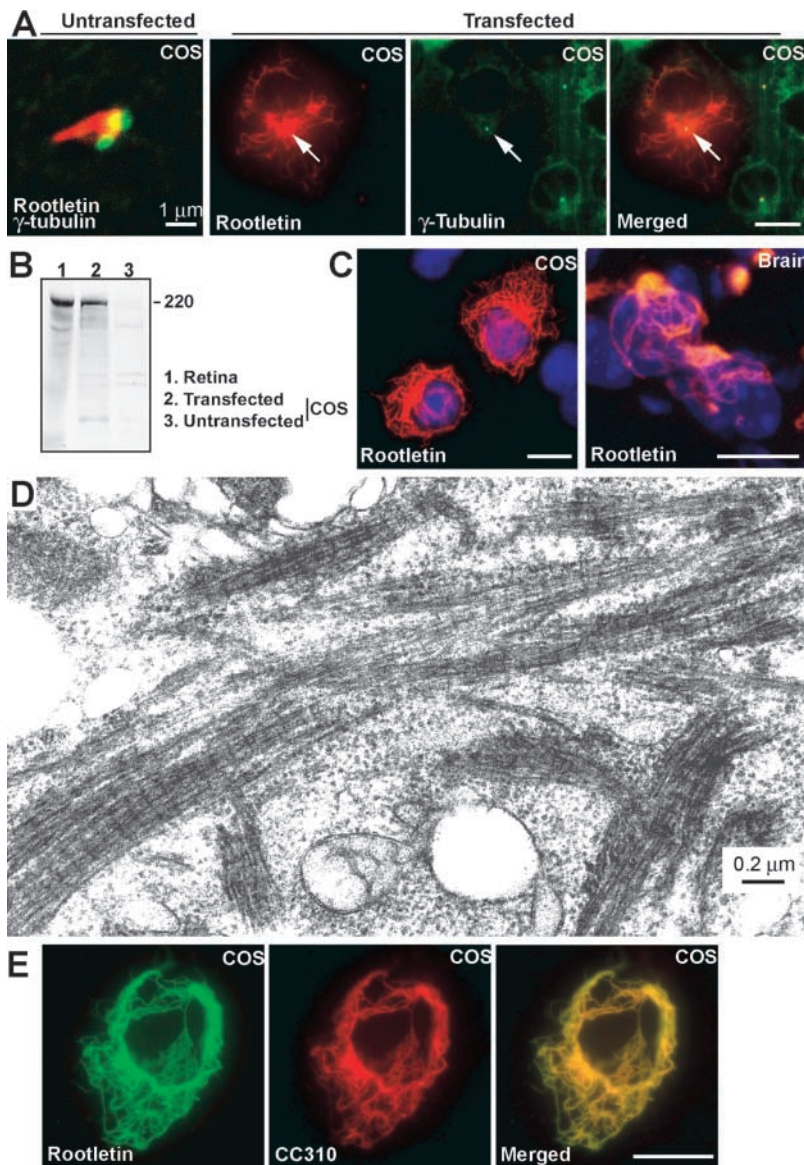 A
Untransfected
Transfected
COS
COS
COS
COS
Rootletin
γ-tubulin
1 μm
Rootletin
γ-Tubulin
Merged
B
1 2 3
220
1. Retina
2. Transfected
3. Untransfected
COS
C
COS
Brain
Rootletin
Rootletin
D
0.2 μm
E
COS
COS
COS
Rootletin
CC310
Merged